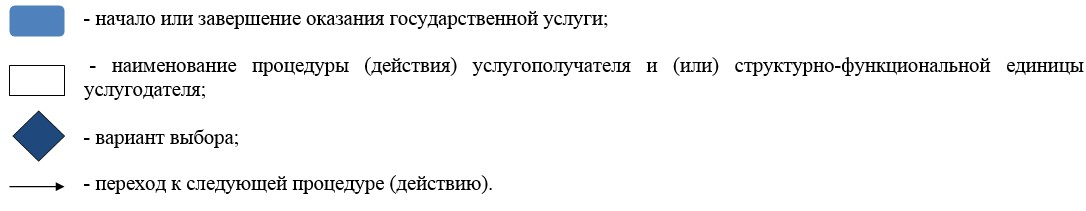 - начало или завершение оказания государственной услуги;
- наименование процедуры (действия) услугополучателя и (или) структурно-функциональной единицы
услугодателя;
- вариант выбора;
- переход к следующей процедуре (действию).